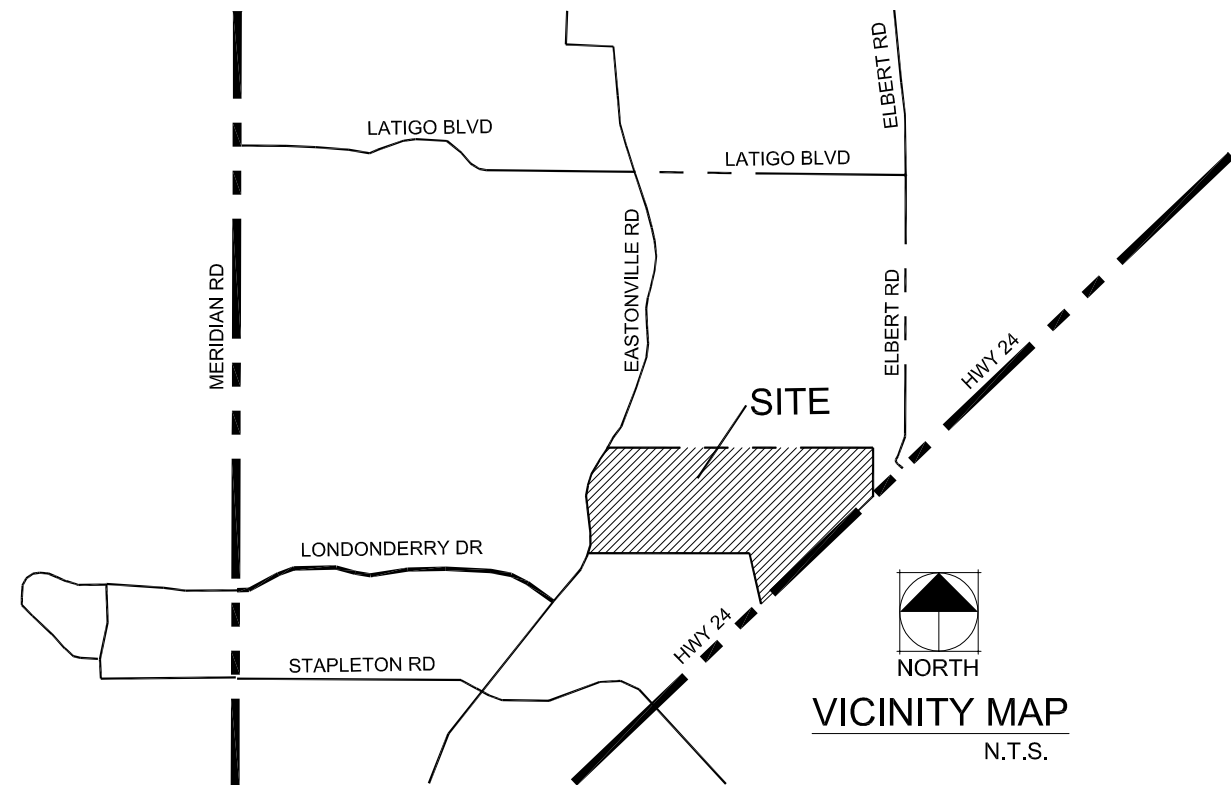 ELBERT RD
LATIGO BLVD
LATIGO BLVD
MERIDIAN RD
EASTONVILLE RD
ELBERT RD
HWY 24
SITE
LONDONDERRY DR
HWY 24
STAPLETON RD
NORTH
VICINITY MAP
N.T.S.